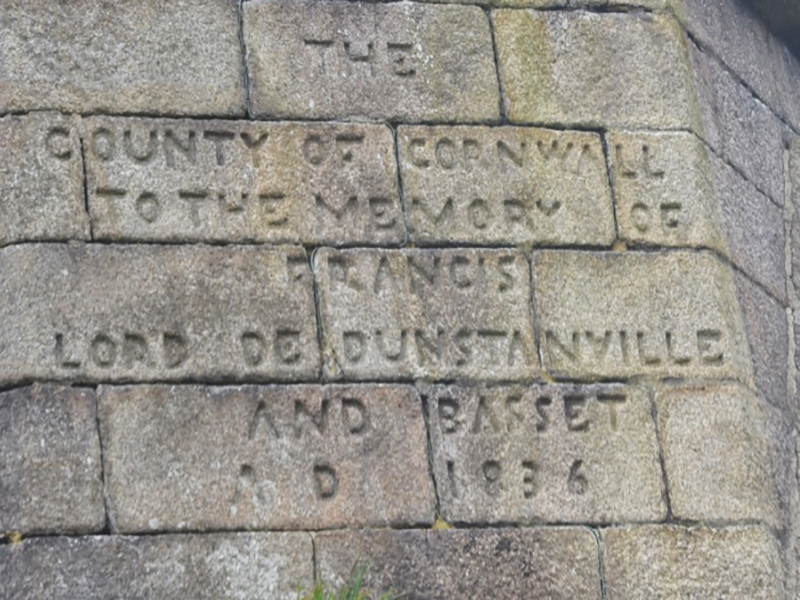 THE
COUNTY OF CORNWALL
TO THE MEMORY OF
FRANCIS
LORD DE DUNSTANVILLE
AND BASSET
A D 1836